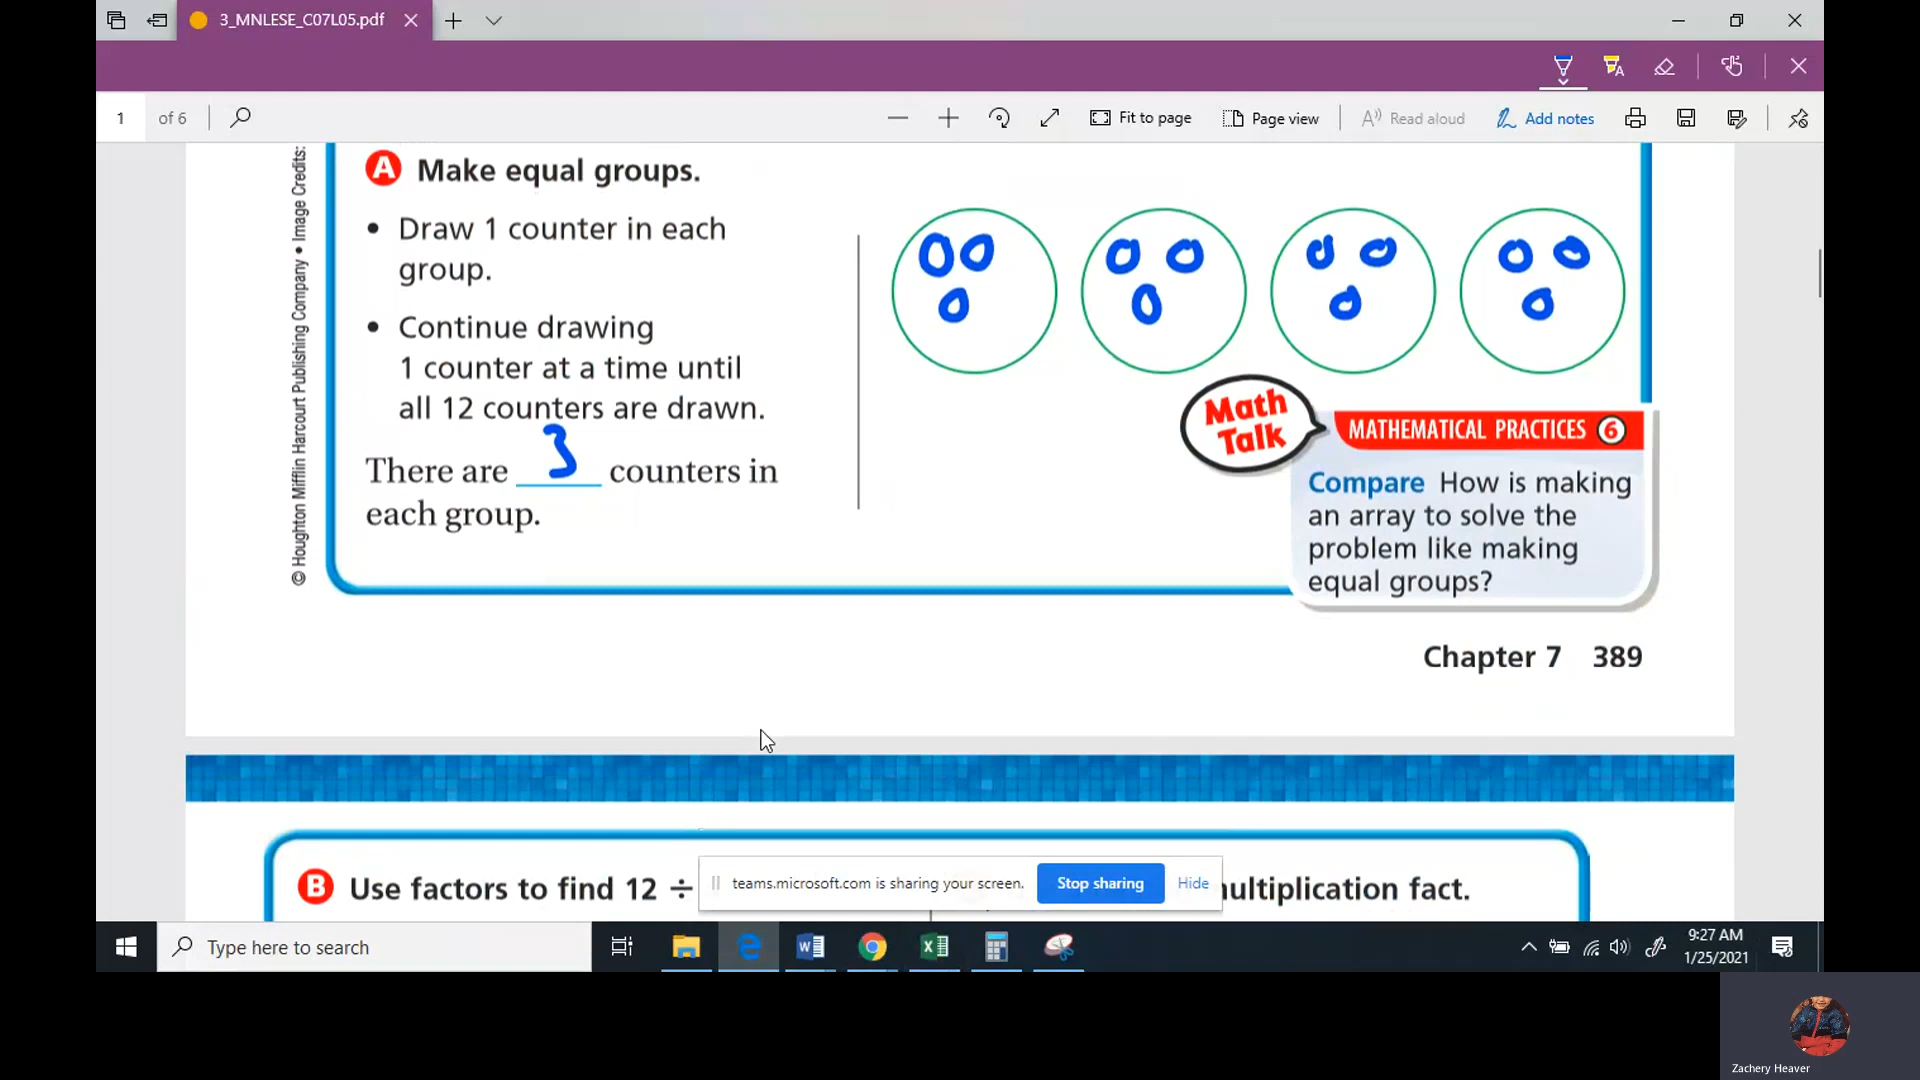 3_MNLESE_C07L05.pdf
1 of 6
Fit to page
Page view
Read aloud
Add notes
© Houghton Mifflin Harcourt Publishing Company • Image Credits:
A Make equal groups.
• Draw 1 counter in each
group.
• Continue drawing
1 counter at a time until
all 12 counters are drawn.
There are 3 counters in
each group.
Math
Talk
MATHEMATICAL PRACTICES 6
Compare How is making
an array to solve the
problem like making
equal groups?
Chapter 7 389
B Use factors to find 12 ÷
ultiplication fact.
teams.microsoft.com is sharing your screen.
Stop sharing
Hide
Type here to search
9:27 AM
1/25/2021
Zachery Heaver